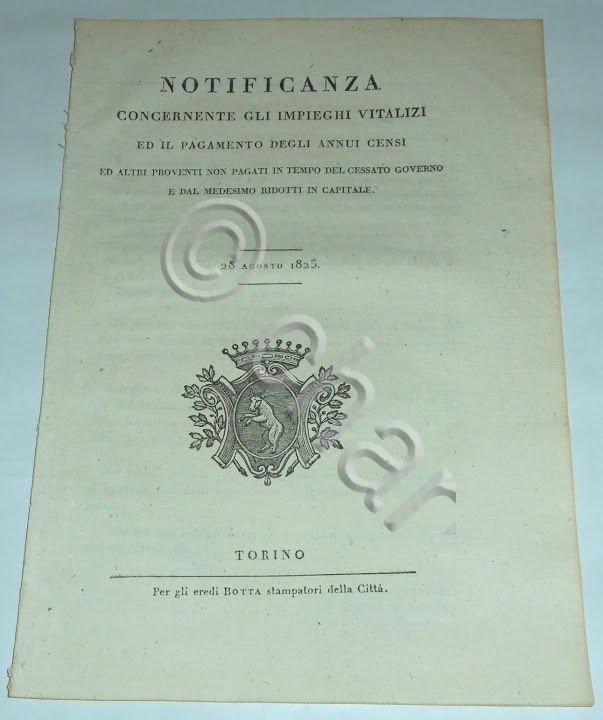 NOTIFICANZA
CONCERNENTE GLI IMPIEGHI VITALIZI
ED IL PAGAMENTO DEGLI ANNUI CENSI
ED ALTRI PROVENTI NON PAGATI IN TEMPO DEL CESSATO GOVERNO
E DAL MEDESIMO RIDOTTI IN CAPITALE.
28 AGOSTO 1823.
TORINO
Per gli eredi BOTTA stampatori della Città.